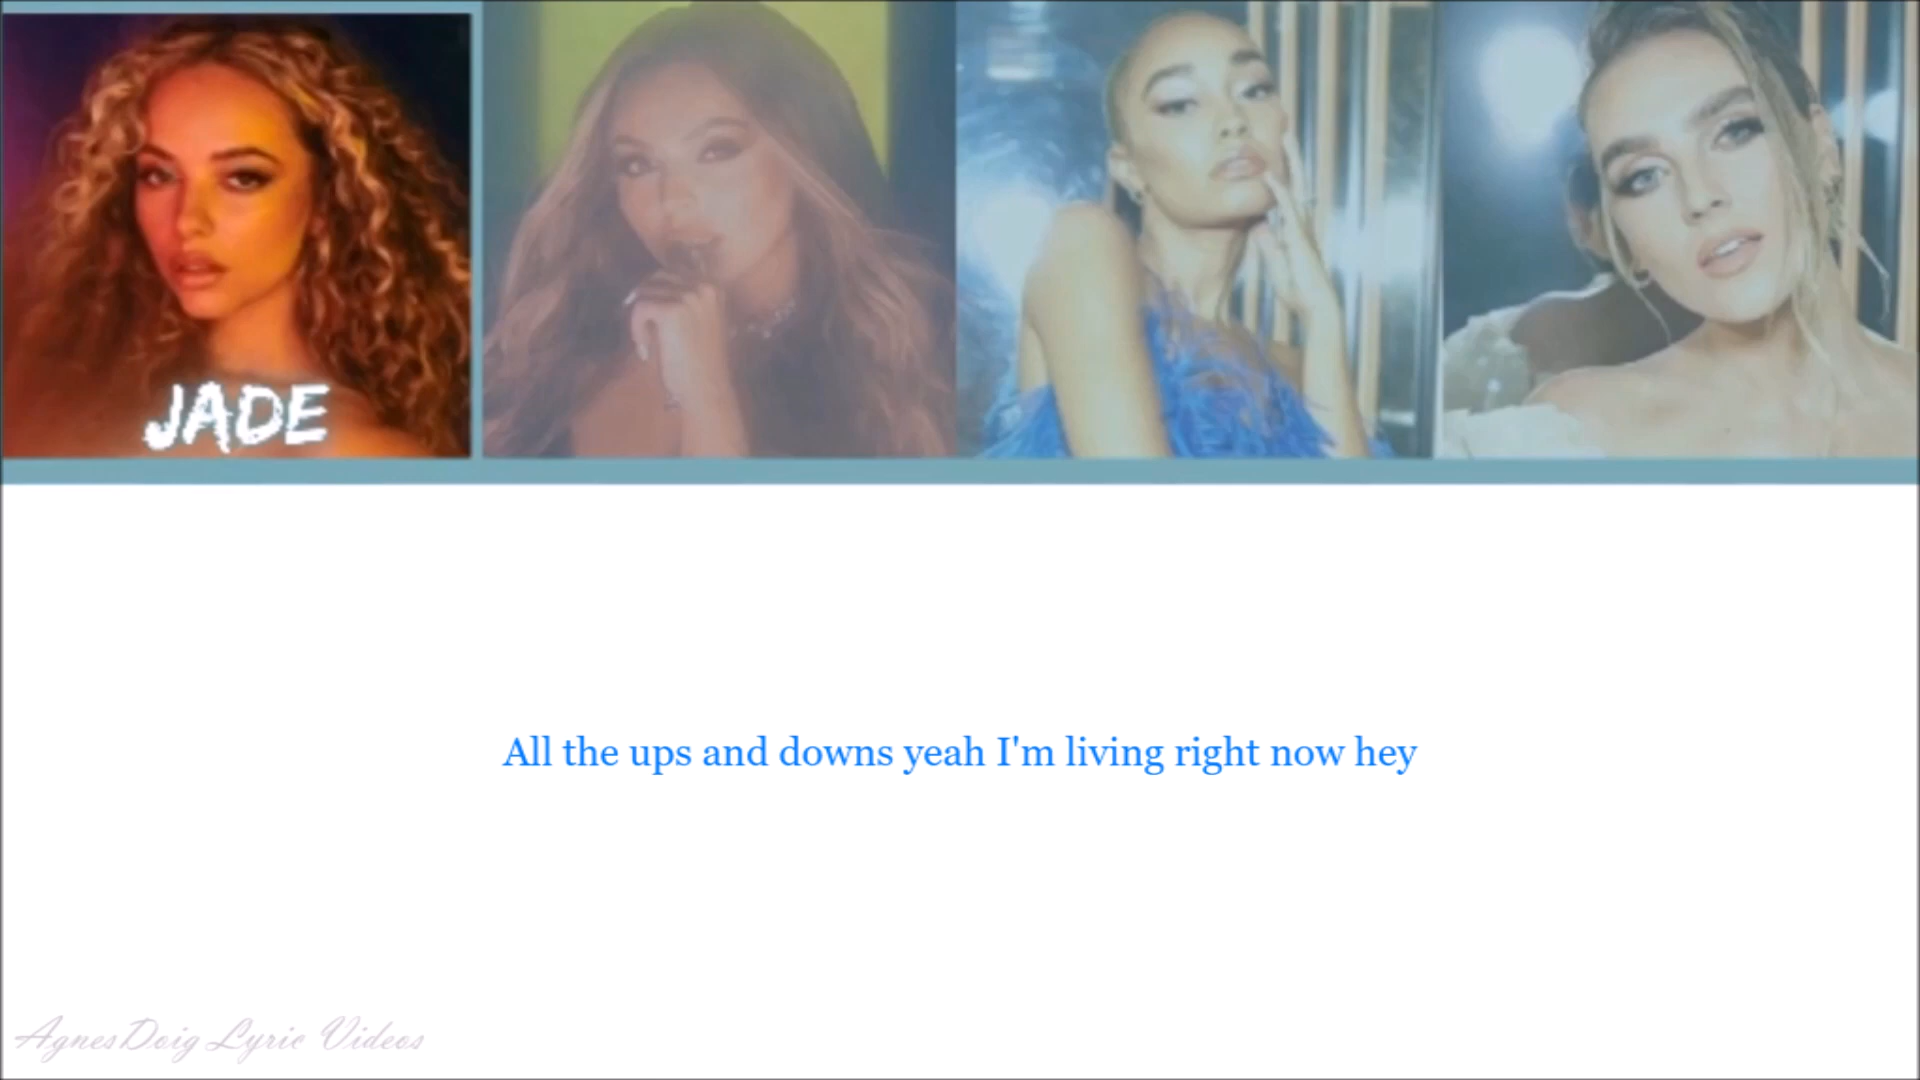 JADE
All the ups and downs yeah I'm living right now hey
AgnesDoig Lyric Videos